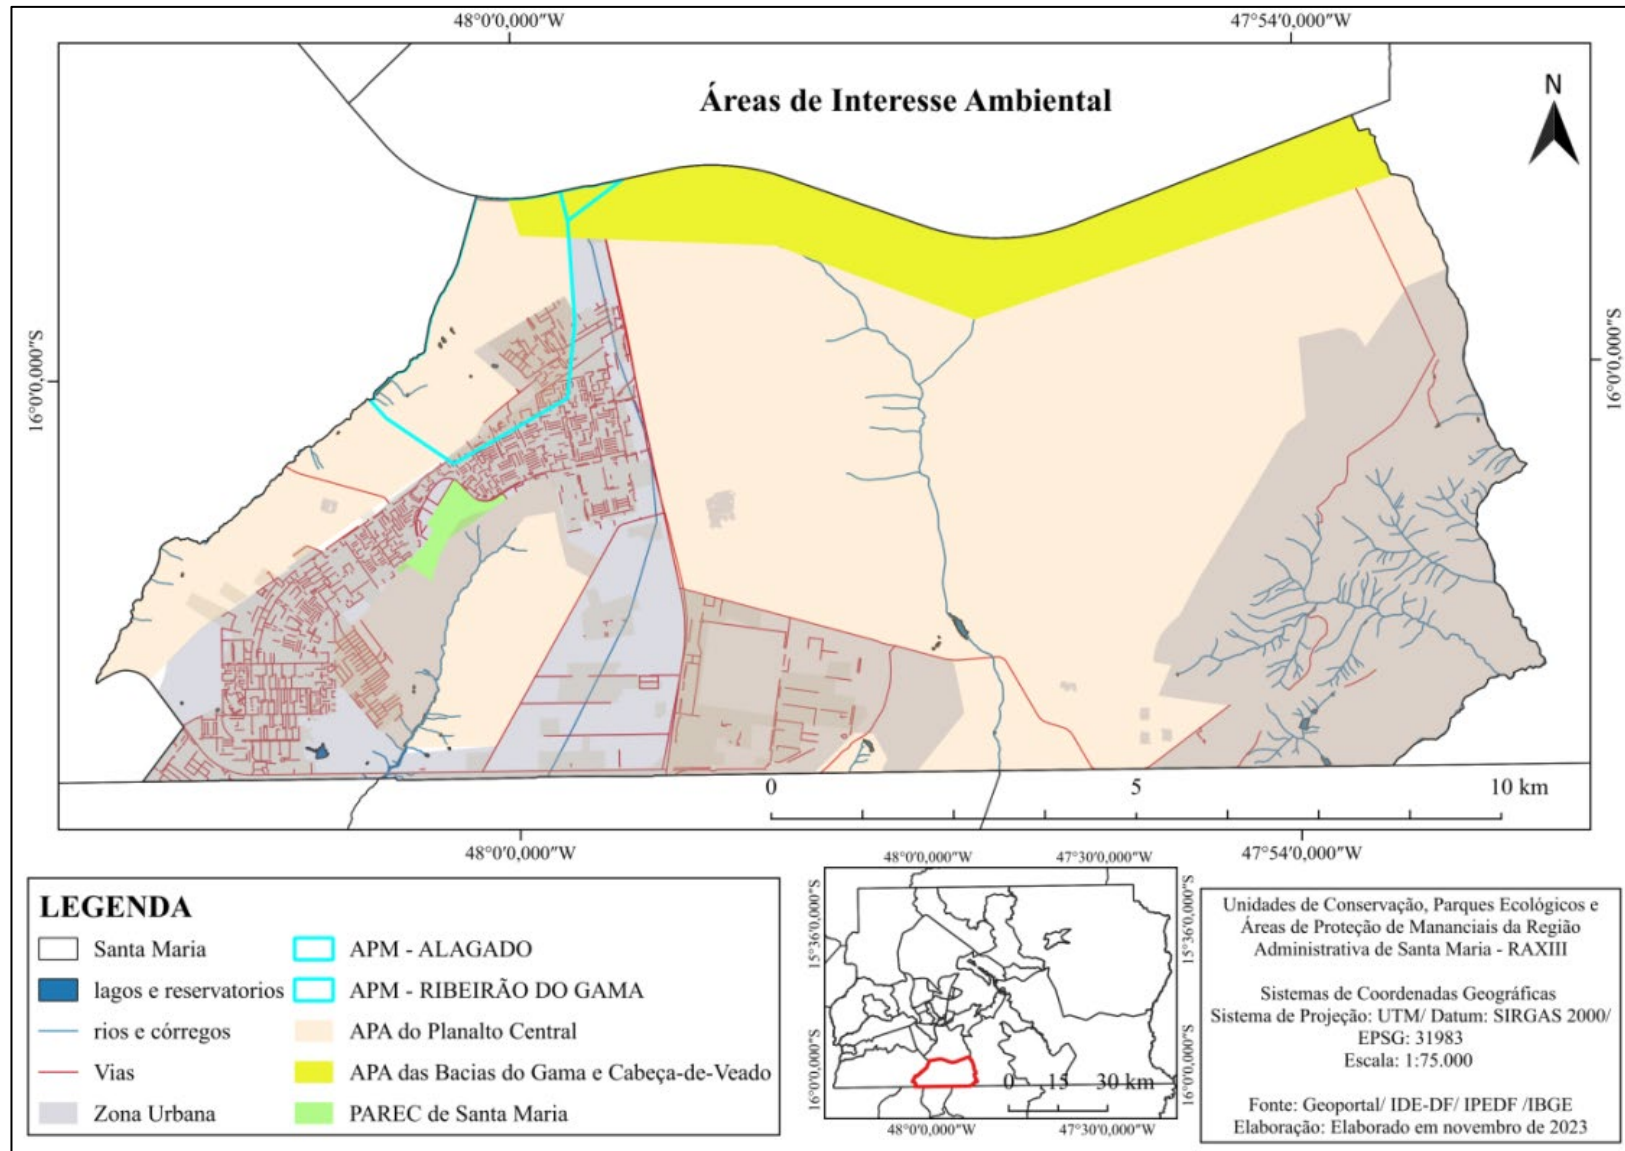 48°0'0,000"W
47°54'0,000"W
Áreas de Interesse Ambiental
N
16°0'0,000"S
16°0'0,000"S
0
5
10 km
48°0'0,000"W
47°54'0,000"W
LEGENDA
Santa Maria
lagos e reservatorios
rios e córregos
Vias
Zona Urbana
APM - ALAGADO
APM - RIBEIRÃO DO GAMA
APA do Planalto Central
APA das Bacias do Gama e Cabeça-de-Veado
PAREC de Santa Maria
48°0'0,000"W
47°30'0,000"W
15°36'0,000"S
15°36'0,000"S
16°0'0,000"S
16°0'0,000"S
0 15 30 km
48°0'0,000"W
47°30'0,000"W
Unidades de Conservação, Parques Ecológicos e
Áreas de Proteção de Mananciais da Região
Administrativa de Santa Maria - RAXIII
Sistemas de Coordenadas Geográficas
Sistema de Projeção: UTM/ Datum: SIRGAS 2000/
EPSG: 31983
Escala: 1:75.000
Fonte: Geoportal/ IDE-DF/ IPEDF /IBGE
Elaboração: Elaborado em novembro de 2023